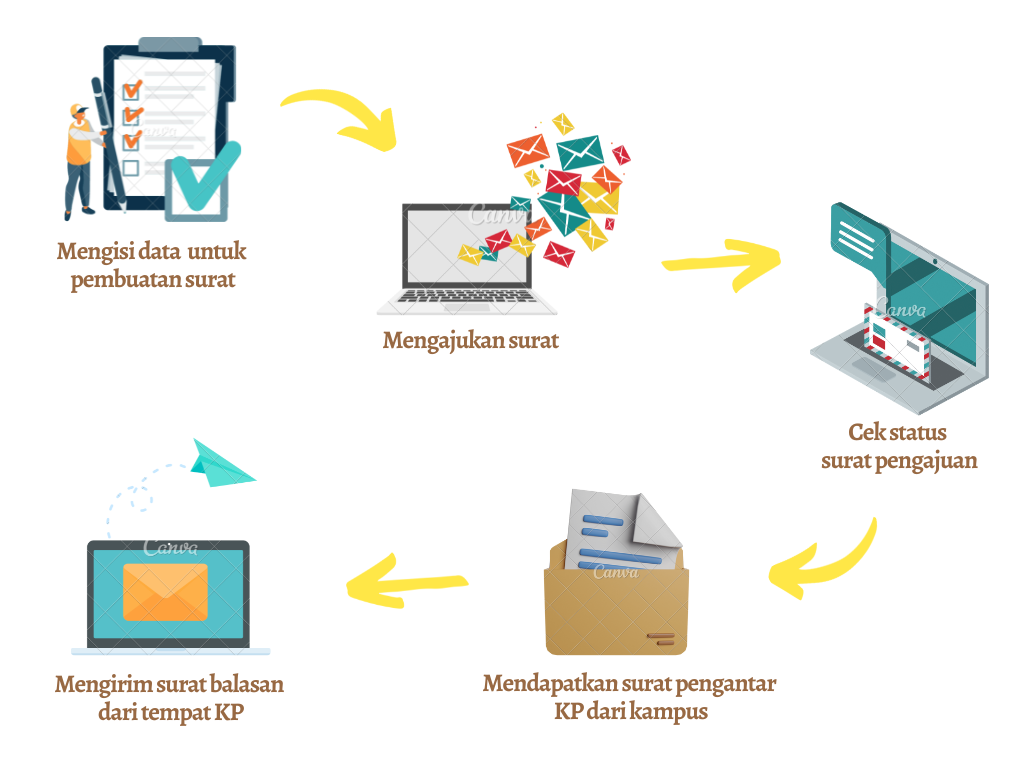 Mengisi data untuk
pembuatan surat
Canva
Canva
Mengajukan surat
Canva
Cek status
surat pengajuan
Canva
Mengirim surat balasan
dari tempat KP
Canva
Mendapatkan surat pengantar
KP dari kampus